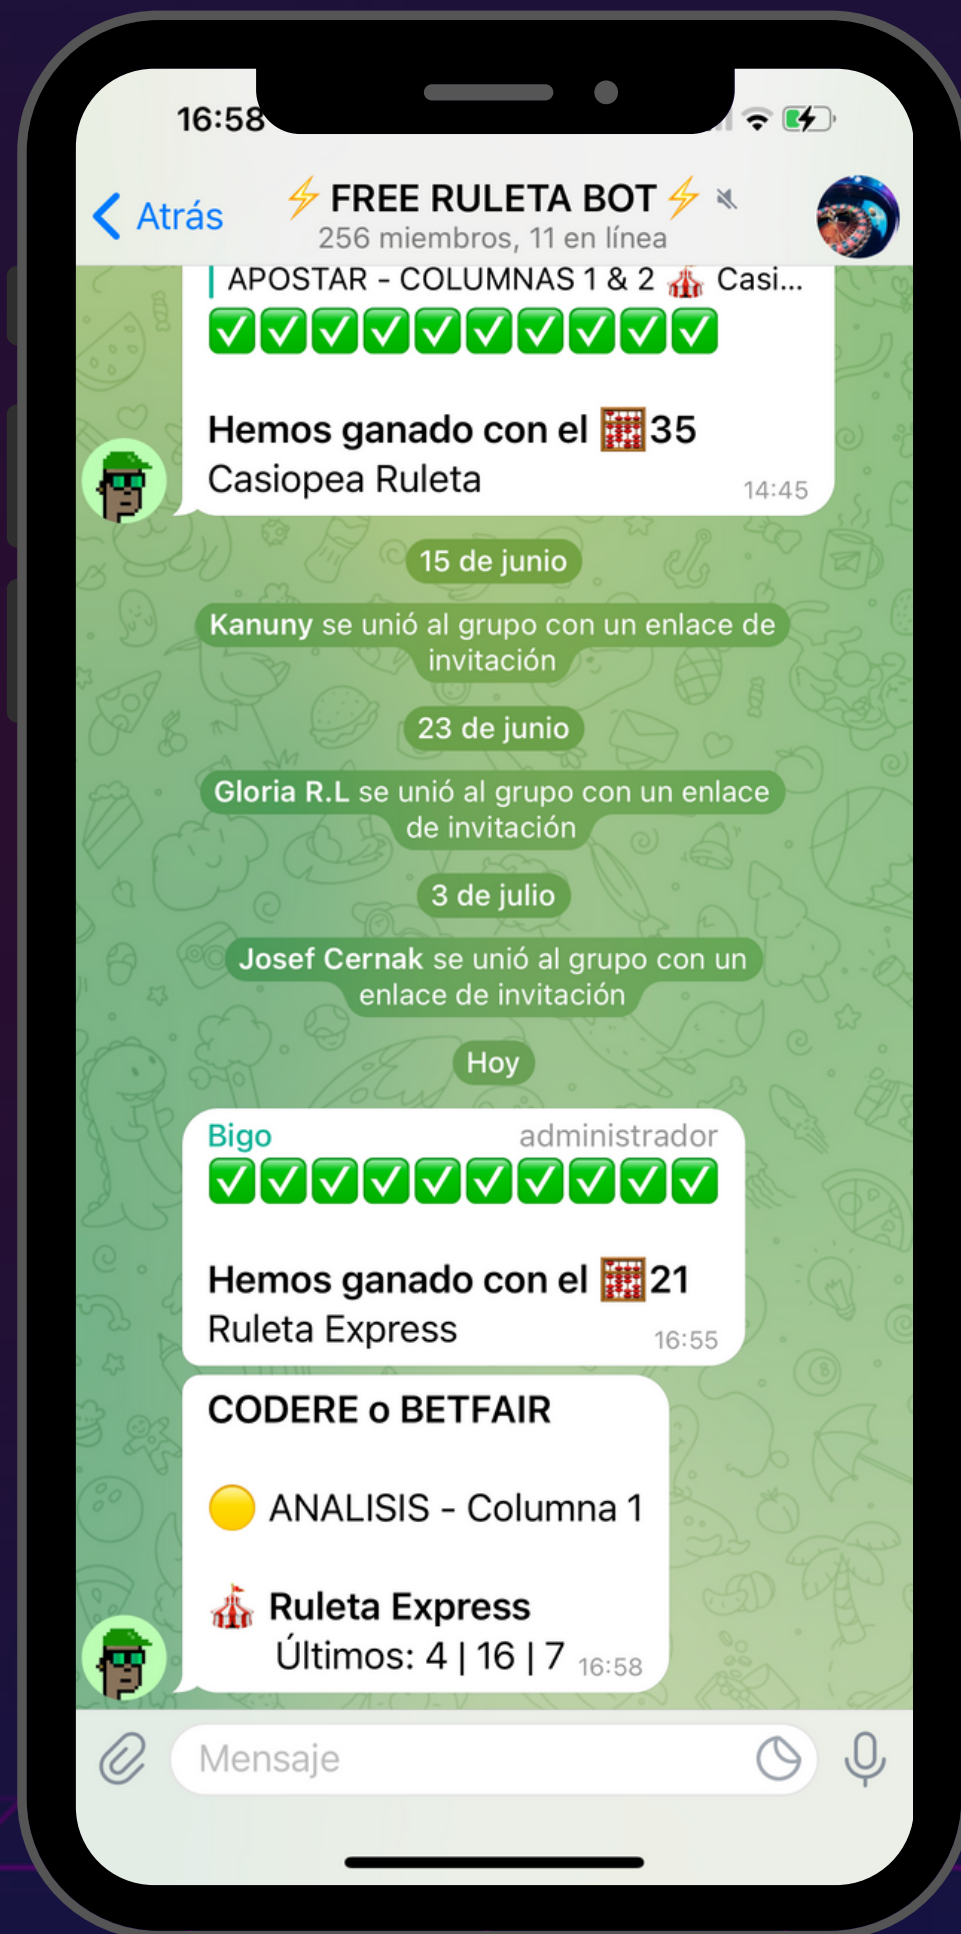 16:58
Atrás
⚡ FREE RULETA BOT ⚡
256 miembros, 11 en línea
APOSTAR - COLUMNAS 1 & 2 🎪 Casi...
✅✅✅✅✅✅✅✅✅✅
Hemos ganado con el 🧮35
Casiopea Ruleta
14:45
15 de junio
Kanuny se unió al grupo con un enlace de
invitación
23 de junio
Gloria R.L se unió al grupo con un enlace
de invitación
3 de julio
Josef Cernak se unió al grupo con un
enlace de invitación
Hoy
Bigo administrador
✅✅✅✅✅✅✅✅✅✅
Hemos ganado con el 🧮21
Ruleta Express
16:55
CODERE o BETFAIR
🟡 ANALISIS - Columna 1
🎪 Ruleta Express
Últimos: 4 | 16 | 7 16:58
Mensaje